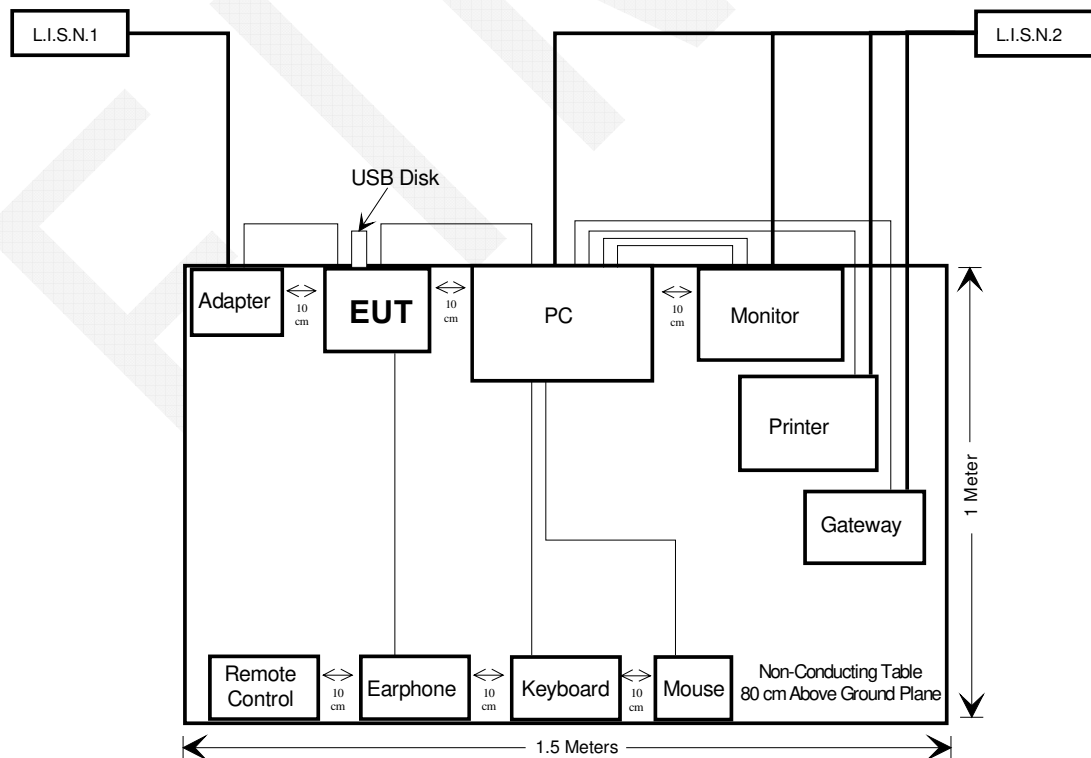 L.I.S.N.1
L.I.S.N.2
USB Disk
Adapter
10
cm
EUT
10
cm
PC
10
cm
Monitor
Printer
Gateway
1 Meter
Remote
Control
10
cm
Earphone
10
cm
Keyboard
10
cm
Mouse
Non-Conducting Table
80 cm Above Ground Plane
1.5 Meters